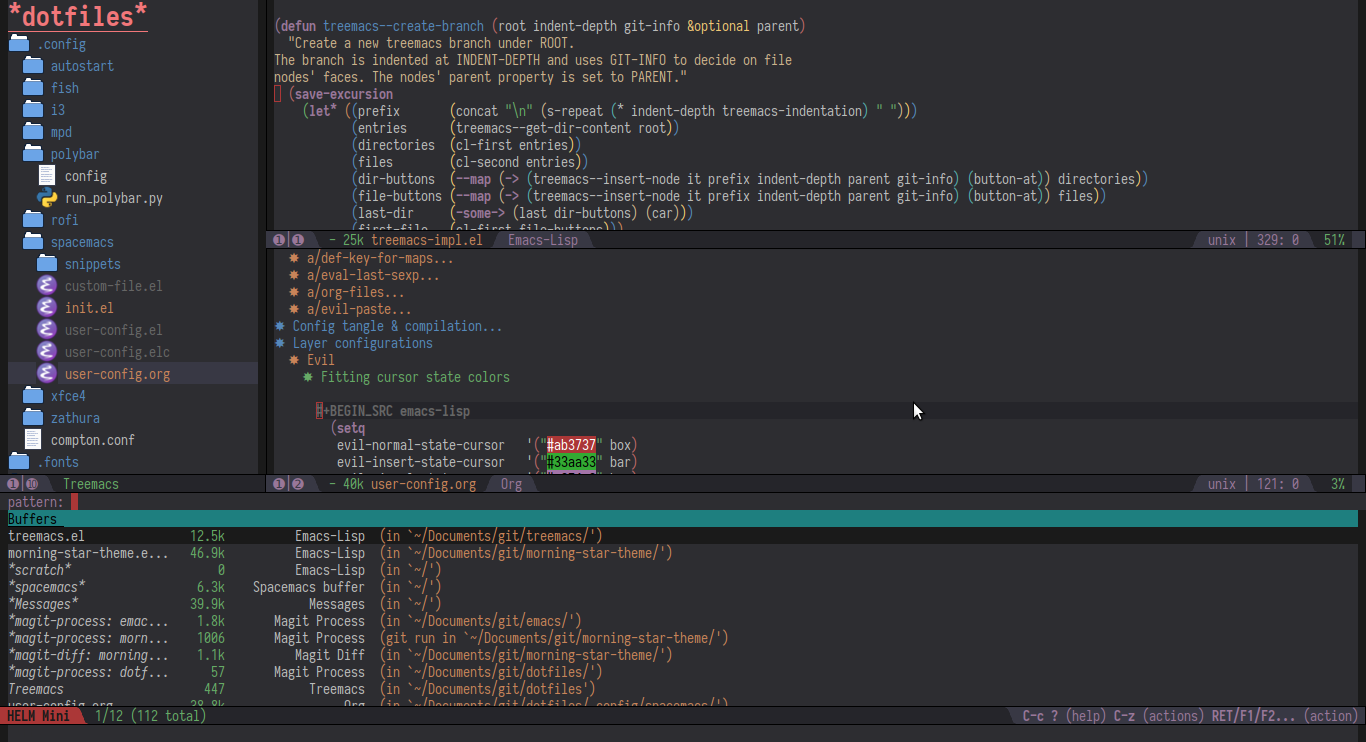 *dotfiles*
.config
autostart
fish
i3
mpd
polybar
config
run_polybar.py
rofi
spacemacs
snippets
custom-file.el
init.el
user-config.el
user-config.elc
user-config.org
xfce4
zathura
compton.conf
.fonts
① ⑩ Treemacs
(defun treemacs--create-branch (root indent-depth git-info &optional parent)
"Create a new treemacs branch under ROOT.
The branch is indented at INDENT-DEPTH and uses GIT-INFO to decide on file
nodes' faces. The nodes' parent property is set to PARENT."
(save-excursion
(let* ((prefix (concat "\n" (s-repeat (* indent-depth treemacs-indentation) " ")))
(entries (treemacs--get-dir-content root))
(directories (cl-first entries))
(files (cl-second entries))
(dir-buttons (--map (-> (treemacs--insert-node it prefix indent-depth parent git-info) (button-at)) directories))
(file-buttons (--map (-> (treemacs--insert-node it prefix indent-depth parent git-info) (button-at)) files))
(last-dir (-some-> (last dir-buttons) (car)))
(first-file (cl-first file-buttons)))
①|① - 25k treemacs-impl.el Emacs-Lisp unix | 329: 0 51%
a/def-key-for-maps...
a/eval-last-sexp...
a/org-files...
a/evil-paste...
Config tangle & compilation...
Layer configurations
Evil
Fitting cursor state colors
#+BEGIN_SRC emacs-lisp
(setq
evil-normal-state-cursor '("#ab3737" box)
evil-insert-state-cursor '("#33aa33" bar)
①|② - 40k user-config.org Org unix | 121: 0 3%
pattern:
Buffers
treemacs.el 12.5k Emacs-Lisp (in `~/Documents/git/treemacs/')
morning-star-theme.e... 46.9k Emacs-Lisp (in `~/Documents/git/morning-star-theme/')
*scratch* 0 Emacs-Lisp (in `~/')
*spacemacs* 6.3k Spacemacs buffer (in `~/')
*Messages* 39.9k Messages (in `~/')
*magit-process: emac... 1.8k Magit Process (in `~/Documents/git/emacs/')
*magit-process: morn... 1006 Magit Process (git run in `~/Documents/git/morning-star-theme/')
*magit-diff: morning... 1.1k Magit Diff (in `~/Documents/git/morning-star-theme/')
*magit-process: dotf... 57 Magit Process (in `~/Documents/git/dotfiles/')
Treemacs 447 Treemacs (in `~/Documents/git/dotfiles')
user-config.org 38.8k Org (in `~/Documents/git/dotfiles/.config/spacemacs/')
HELM Mini 1/12 (112 total) C-c ? (help) C-z (actions) RET/F1/F2... (action)